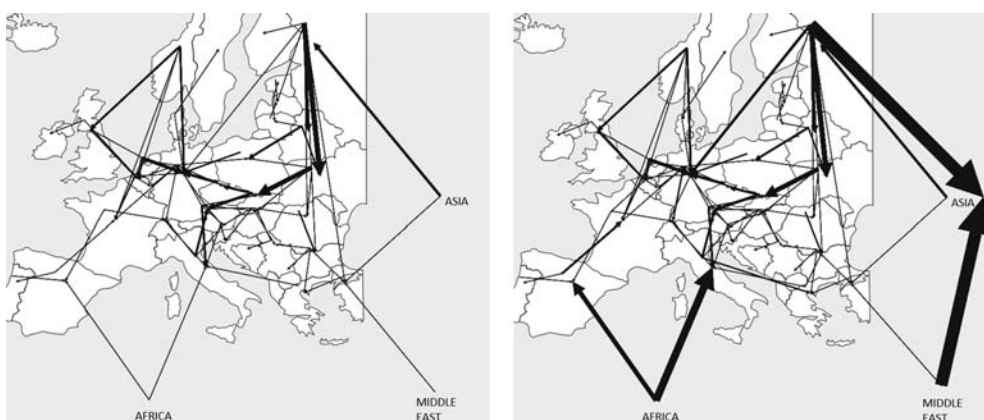 ASIA
AFRICA
MIDDLE
EAST
ASIA
AFRICA
MIDDLE
EAST